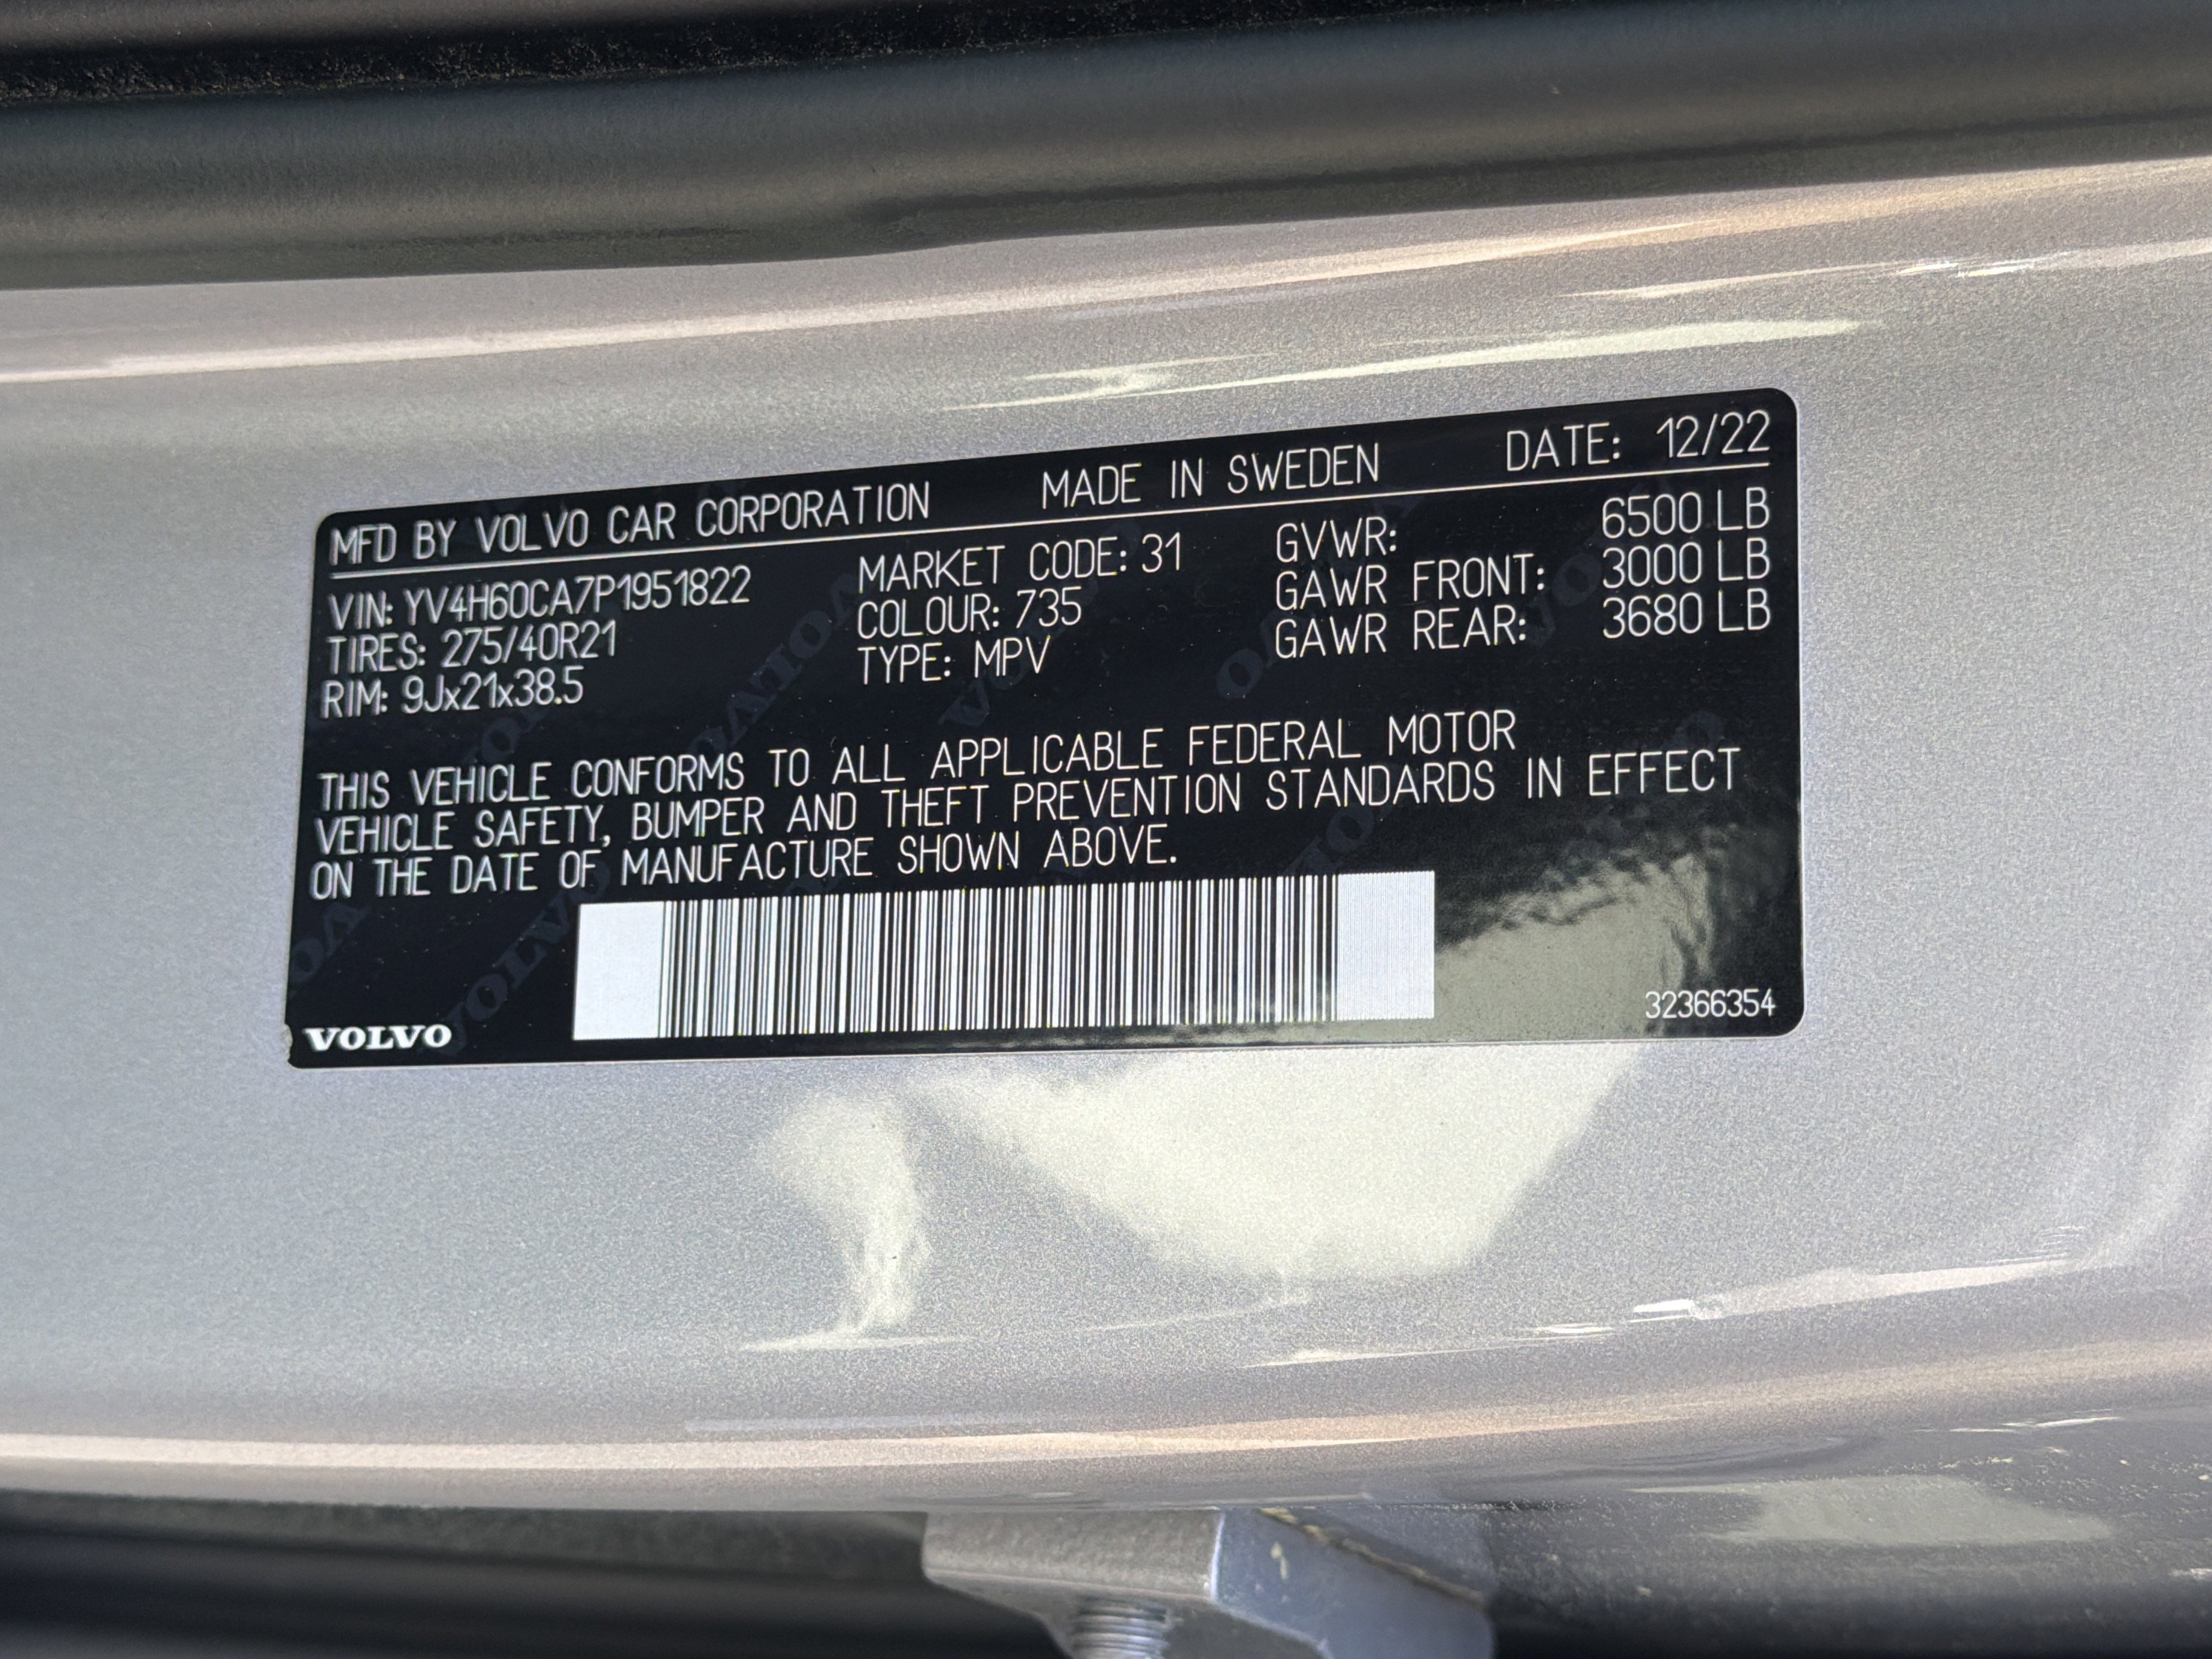 MFD BY VOLVO CAR CORPORATION MADE IN SWEDEN DATE: 12/22
VIN: YV4H60CA7P1951822 MARKET CODE: 31 GVWR: 6500 LB
TIRES: 275/40R21 COLOUR: 735 GAWR FRONT: 3000 LB
RIM: 9Jx21x38.5 TYPE: MPV GAWR REAR: 3680 LB
THIS VEHICLE CONFORMS TO ALL APPLICABLE FEDERAL MOTOR
VEHICLE SAFETY, BUMPER AND THEFT PREVENTION STANDARDS IN EFFECT
ON THE DATE OF MANUFACTURE SHOWN ABOVE.
VOLVO 32366354